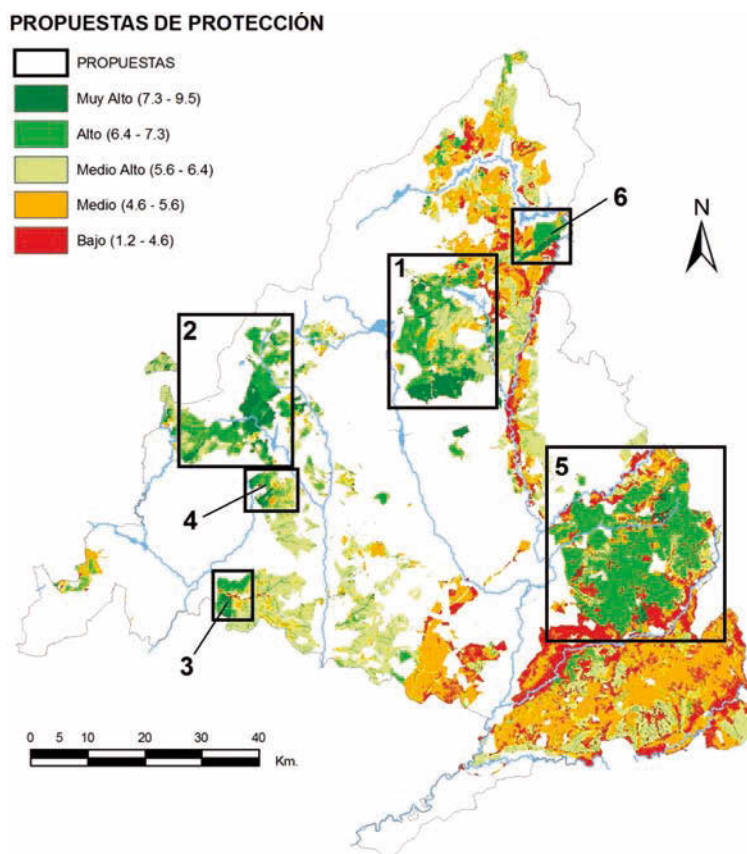 PROPUESTAS DE PROTECCIÓN
PROPUESTAS
Muy Alto (7.3 - 9.5)
Alto (6.4 - 7.3)
Medio Alto (5.6 - 6.4)
Medio (4.6 - 5.6)
Bajo (1.2 - 4.6)
6
N
1
2
5
4
3
0 5 10 20 30 40
Km.